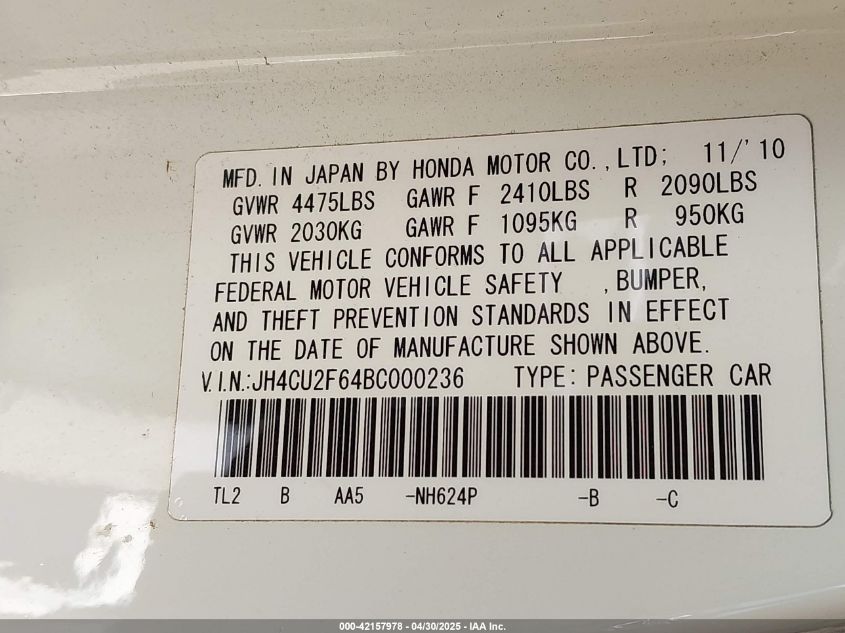 MFD. IN JAPAN BY HONDA MOTOR CO., LTD; 11/'10
GVWR 4475LBS GAWR F 2410LBS R 2090LBS
GVWR 2030KG GAWR F 1095KG R 950KG
THIS VEHICLE CONFORMS TO ALL APPLICABLE
FEDERAL MOTOR VEHICLE SAFETY , BUMPER,
AND THEFT PREVENTION STANDARDS IN EFFECT
ON THE DATE OF MANUFACTURE SHOWN ABOVE.
V.I.N.:JH4CU2F64BC000236 TYPE: PASSENGER CAR
TL2 B AA5 -NH624P -B -C
000-42157978 - 04/30/2025 - IAA Inc.